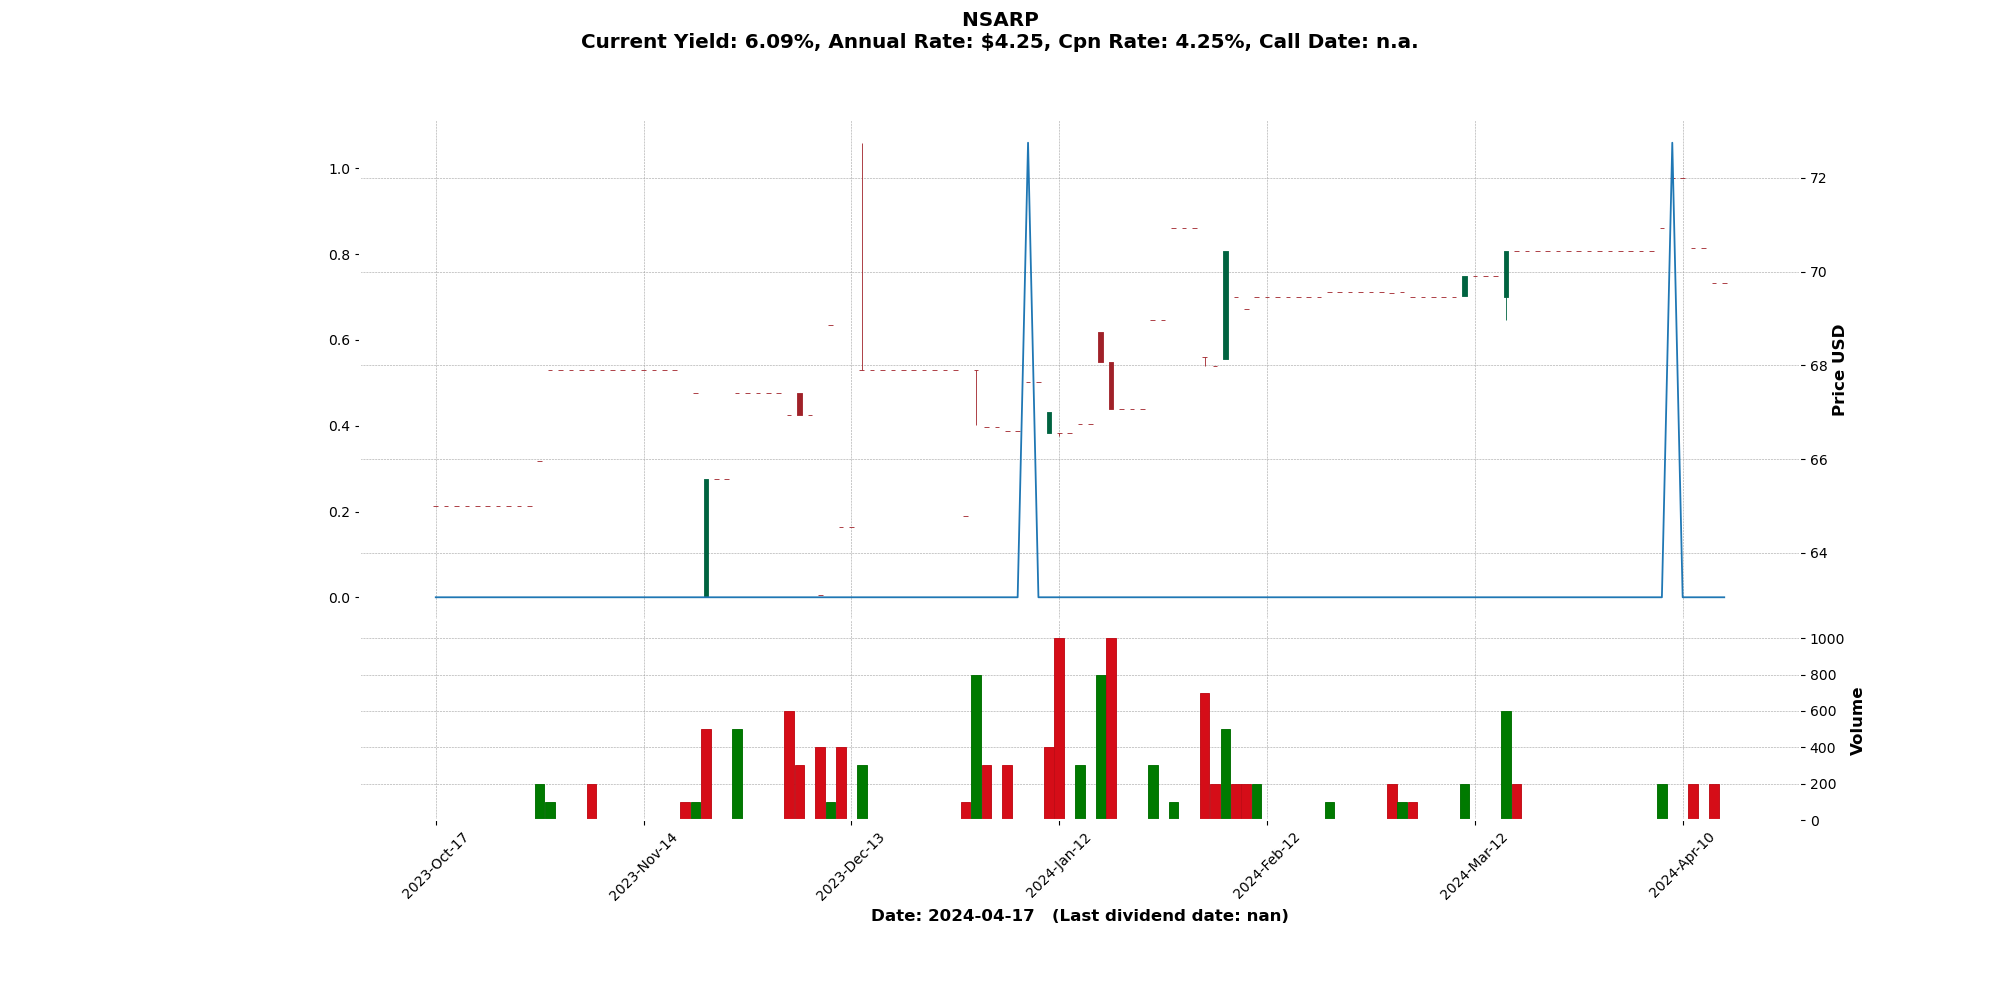 NSARP
Current Yield: 6.09%, Annual Rate: $4.25, Cpn Rate: 4.25%, Call Date: n.a.
1.0
0.8
0.6
0.4
0.2
0.0
72
70
68
66
64
Price USD
1000
800
600
400
200
0
Volume
2023-Oct-17
2023-Nov-14
2023-Dec-13
2024-Jan-12
2024-Feb-12
2024-Mar-12
2024-Apr-10
Date: 2024-04-17 (Last dividend date: nan)